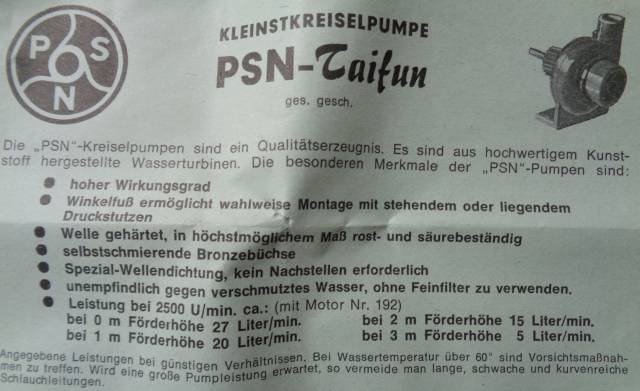 PSN
KLEINSTKREISELPUMPE
PSN-Taifun
ges. gesch.
Die „PSN"-Kreiselpumpen sind ein Qualitätserzeugnis. Es sind aus hochwertigem Kunst-
stoff hergestellte Wasserturbinen. Die besonderen Merkmale der „PSN"-Pumpen sind:
● hoher Wirkungsgrad
● Winkelfuß ermöglicht wahlweise Montage mit stehendem oder liegendem
Druckstutzen
● Welle gehärtet, in höchstmöglichem Maß rost- und säurebeständig
● selbstschmierende Bronzebüchse
● Spezial-Wellendichtung, kein Nachstellen erforderlich
● unempfindlich gegen verschmutztes Wasser, ohne Feinfilter zu verwenden.
● Leistung bei 2500 U/min. ca.: (mit Motor Nr. 192)
bei 0 m Förderhöhe 27 Liter/min. bei 2 m Förderhöhe 15 Liter/min.
bei 1 m Förderhöhe 20 Liter/min. bei 3 m Förderhöhe 5 Liter/min.
Angegebene Leistungen bei günstigen Verhältnissen. Bei Wassertemperatur über 60° sind Vorsichtsmaßnah-
men zu treffen. Wird eine große Pumpleistung erwartet, so vermeide man lange, schwache und kurvenreiche
Schlauchleitungen.